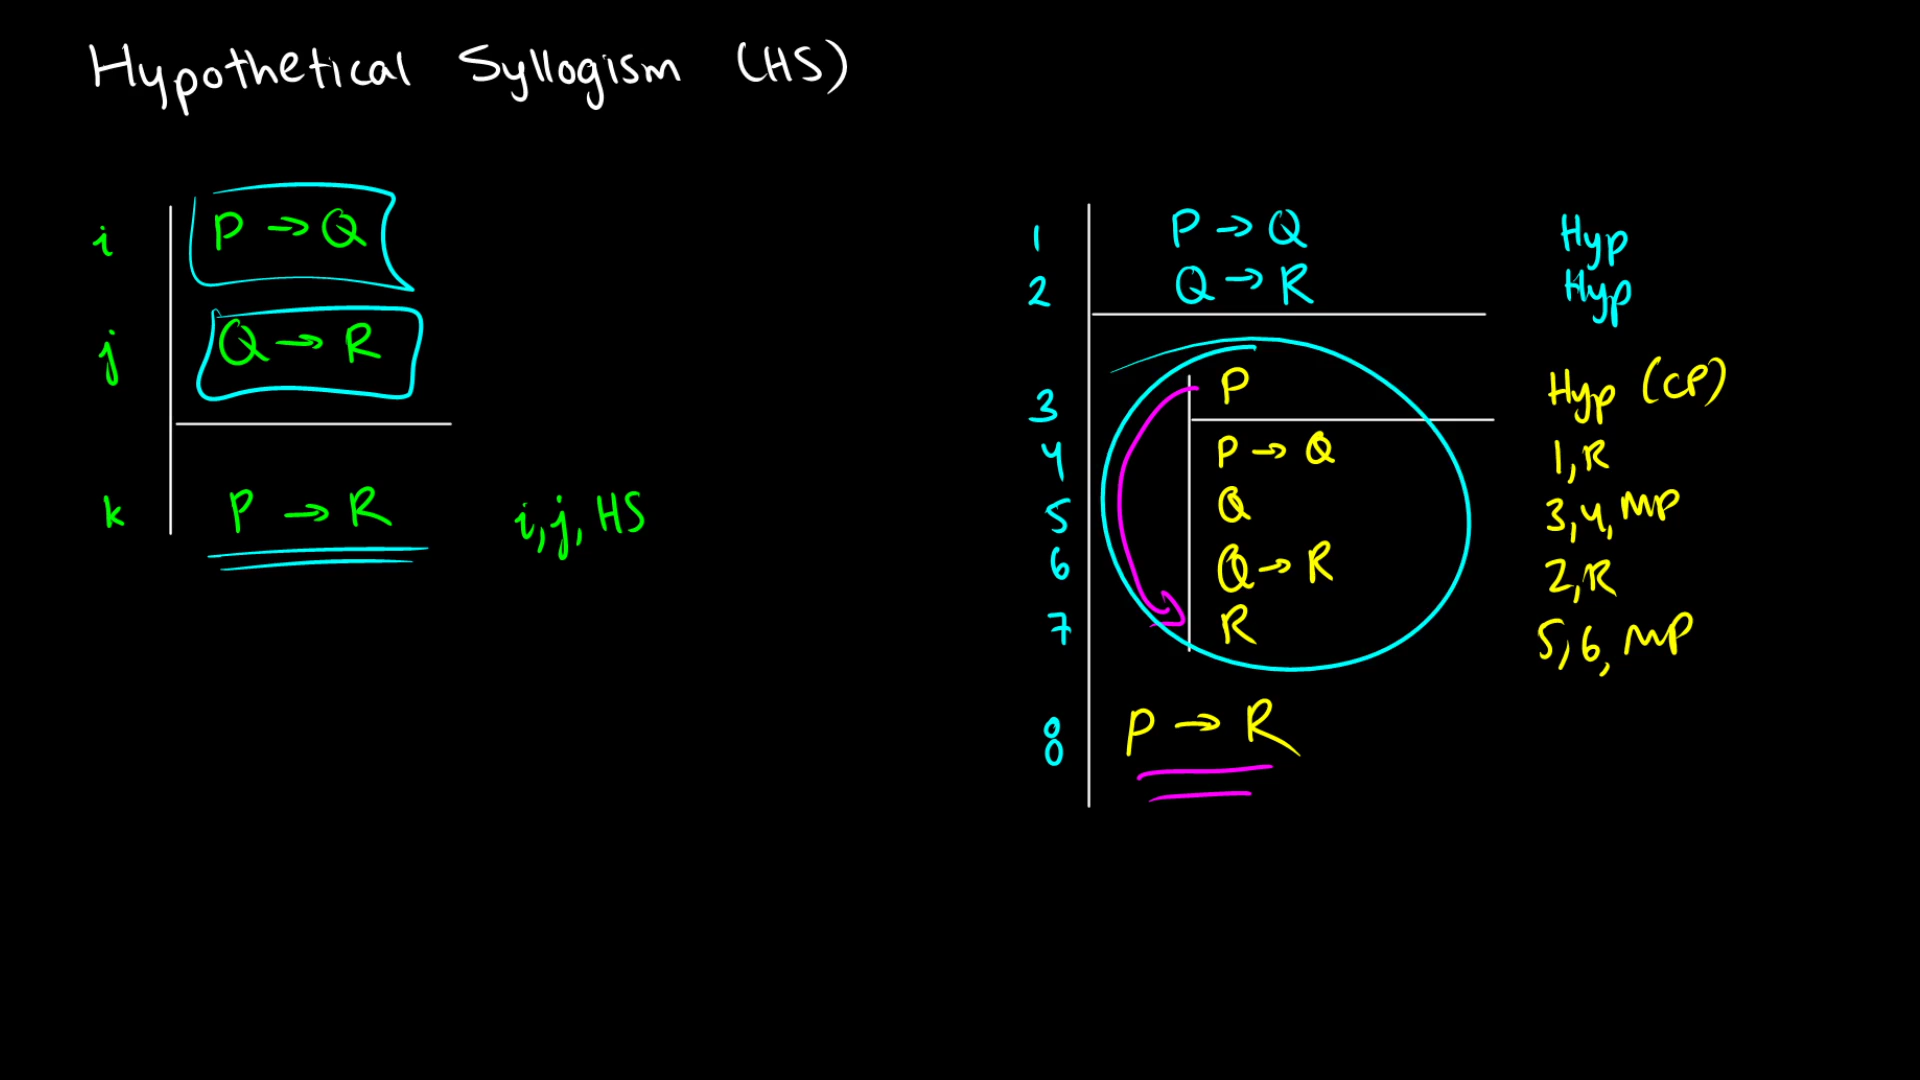 Hypothetical Syllogism (HS)
i P → Q
j Q → R
k P → R i, j, HS
1 P → Q Hyp
2 Q → R Hyp
3 P Hyp (CP)
4 P → Q 1, R
5 Q 3, 4, MP
6 Q → R 2, R
7 R 5, 6, MP
8 P → R